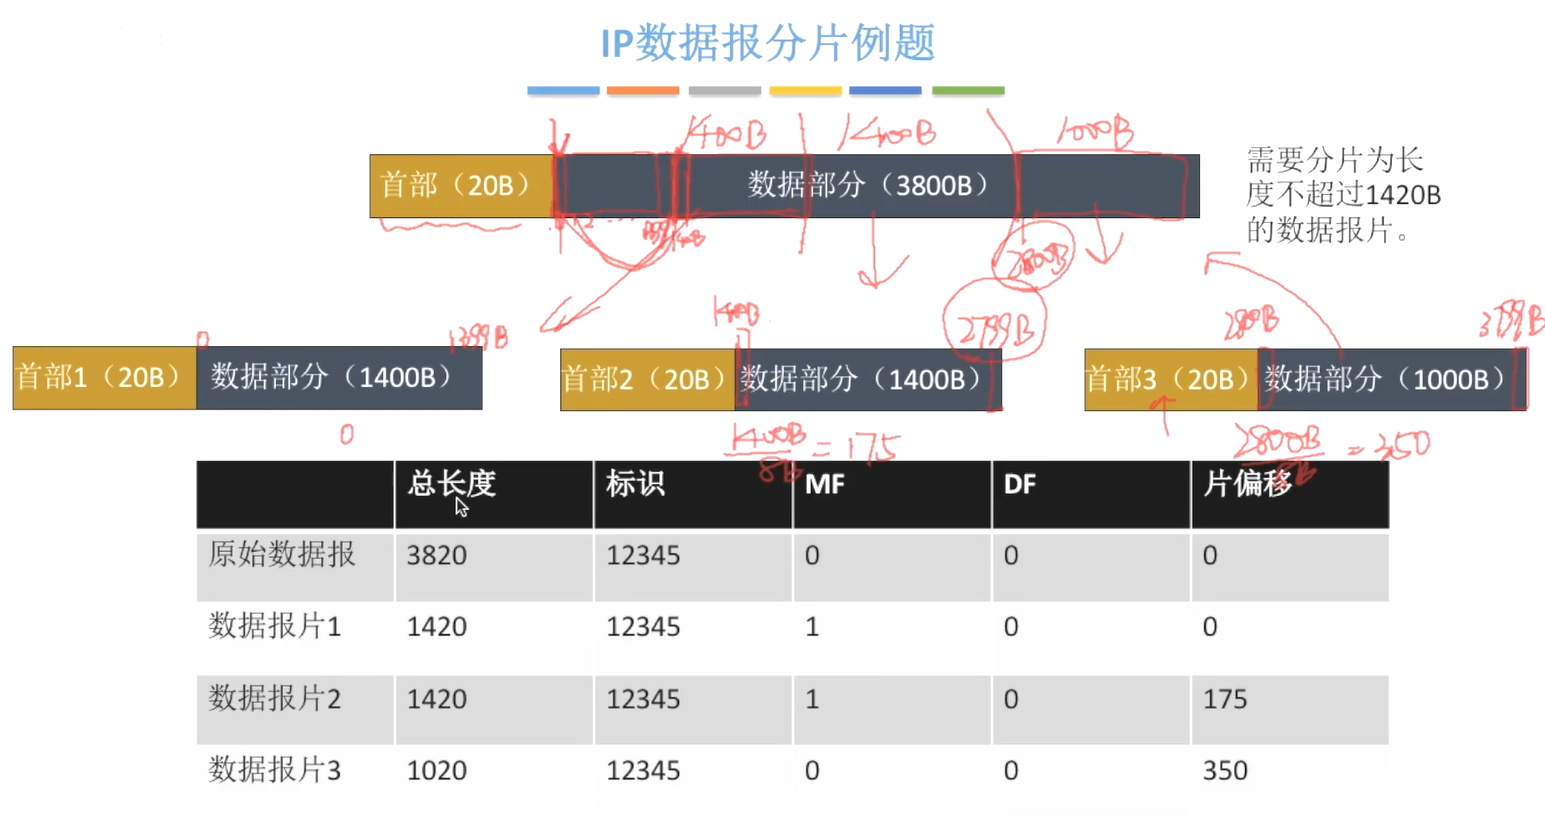 IP数据报分片例题
1400B
1400B
1000B
首部（20B）
数据部分（3800B）
需要分片为长
度不超过1420B
的数据报片。
2800B
0
1399B
1400B
2799B
2800B
3799B
首部1（20B）
数据部分（1400B）
首部2（20B）
数据部分（1400B）
首部3（20B）
数据部分（1000B）
0
1400B
8B
= 175
2800B
8B
= 350
总长度 标识 MF DF 片偏移
原始数据报 3820 12345 0 0 0
数据报片1 1420 12345 1 0 0
数据报片2 1420 12345 1 0 175
数据报片3 1020 12345 0 0 350